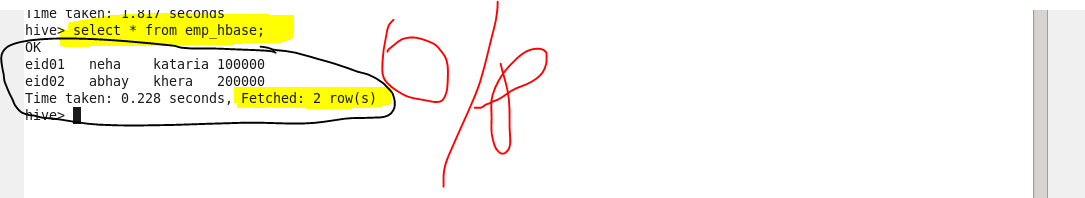 Time taken: 1.817 seconds
hive> select * from emp_hbase;
OK
eid01   neha    kataria 100000
eid02   abhay   khera   200000
Time taken: 0.228 seconds, Fetched: 2 row(s)
hive>
O/P